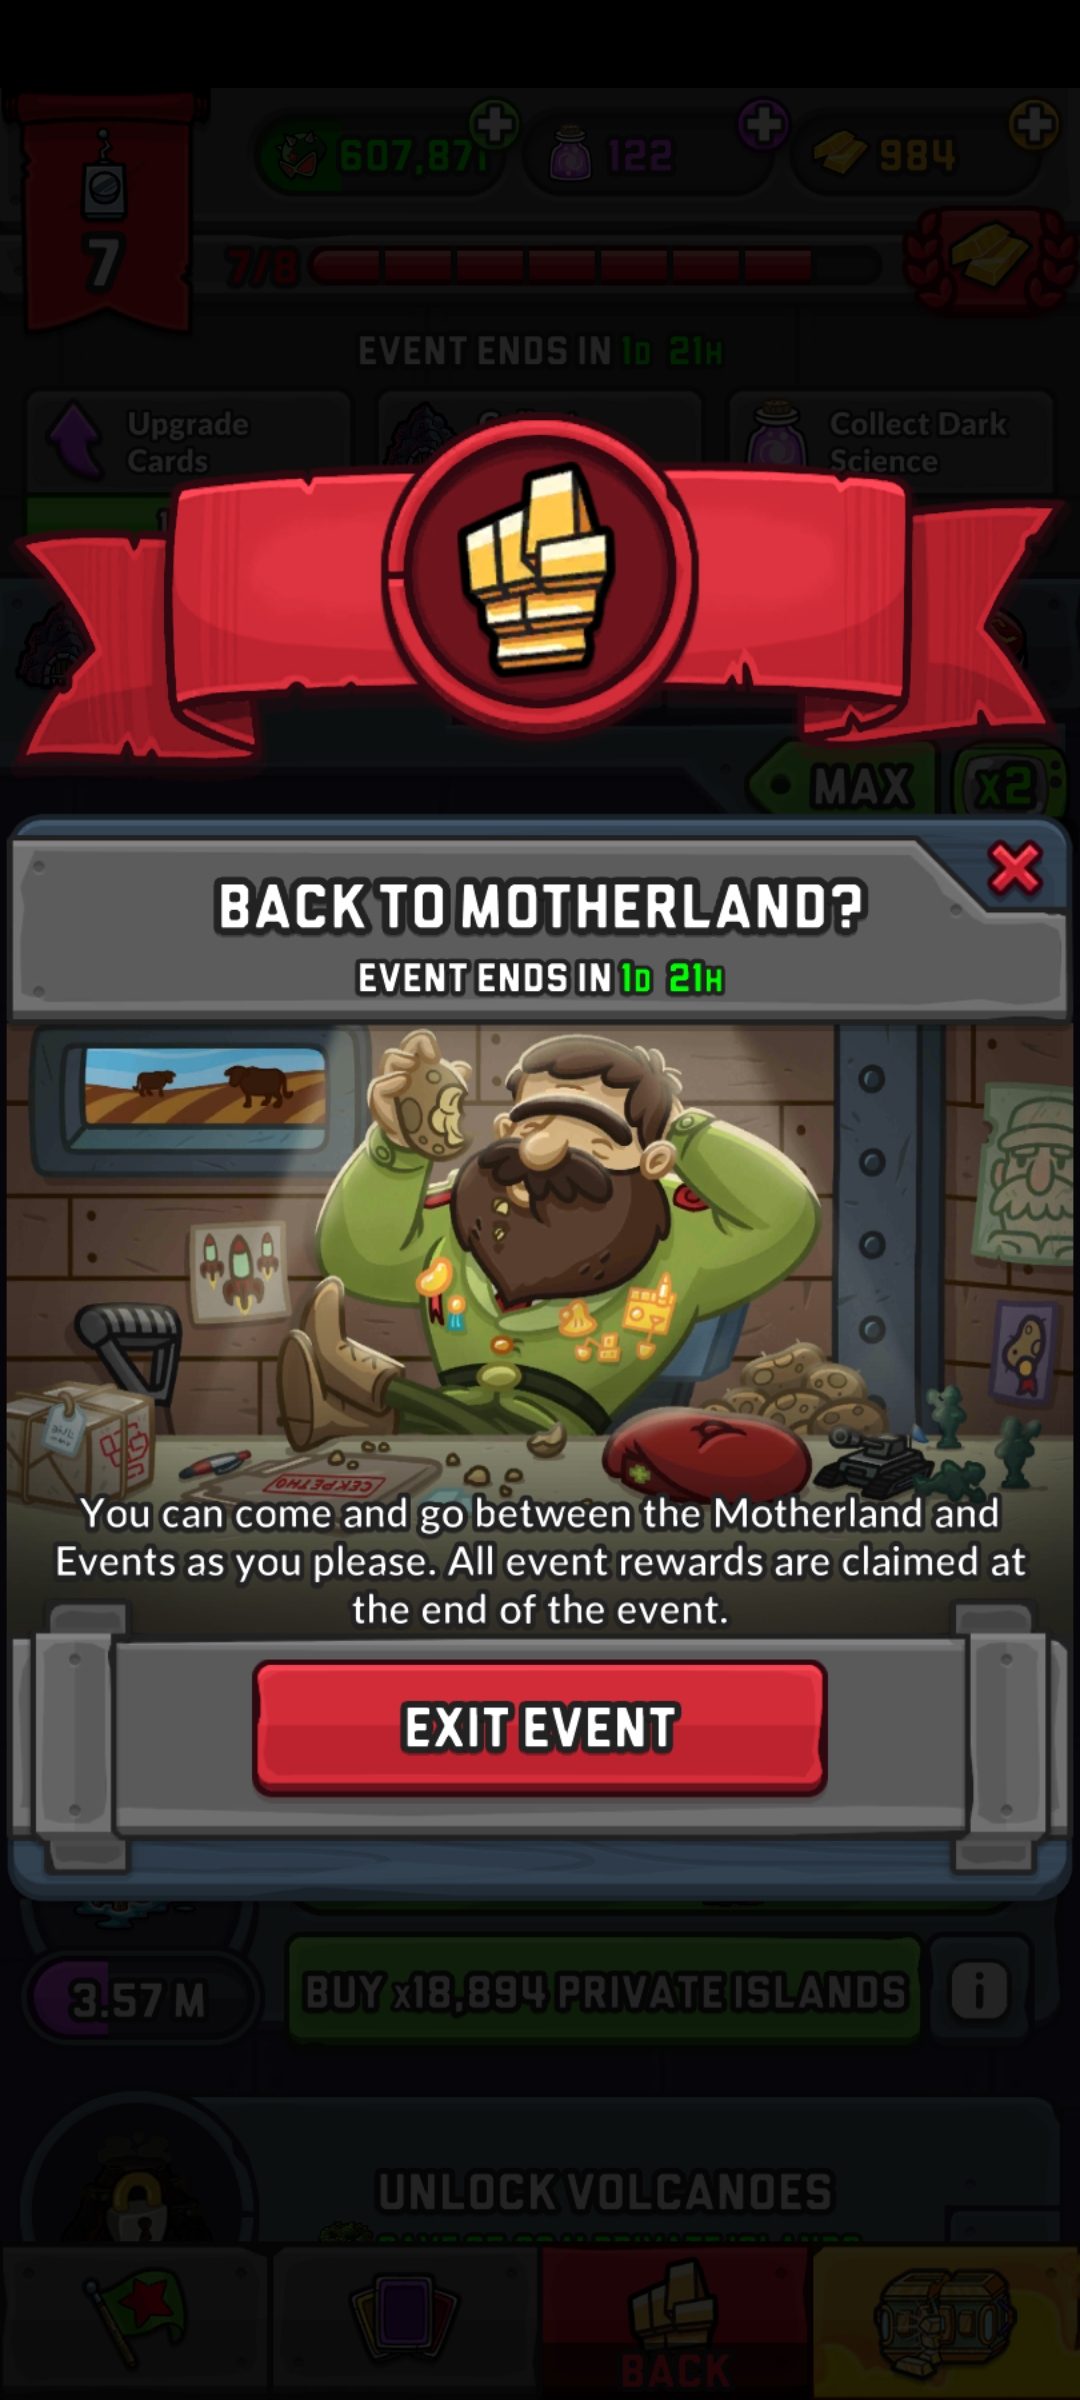 607,871
122
984
7
7/8
EVENT ENDS IN 1D 21H
Upgrade
Cards
Collect Dark
Science
MAX
x2
BACK TO MOTHERLAND?
EVENT ENDS IN 1D 21H
СЕКРЕТНО
You can come and go between the Motherland and
Events as you please. All event rewards are claimed at
the end of the event.
EXIT EVENT
3.57 M
BUY x18,894 PRIVATE ISLANDS
i
UNLOCK VOLCANOES
BACK